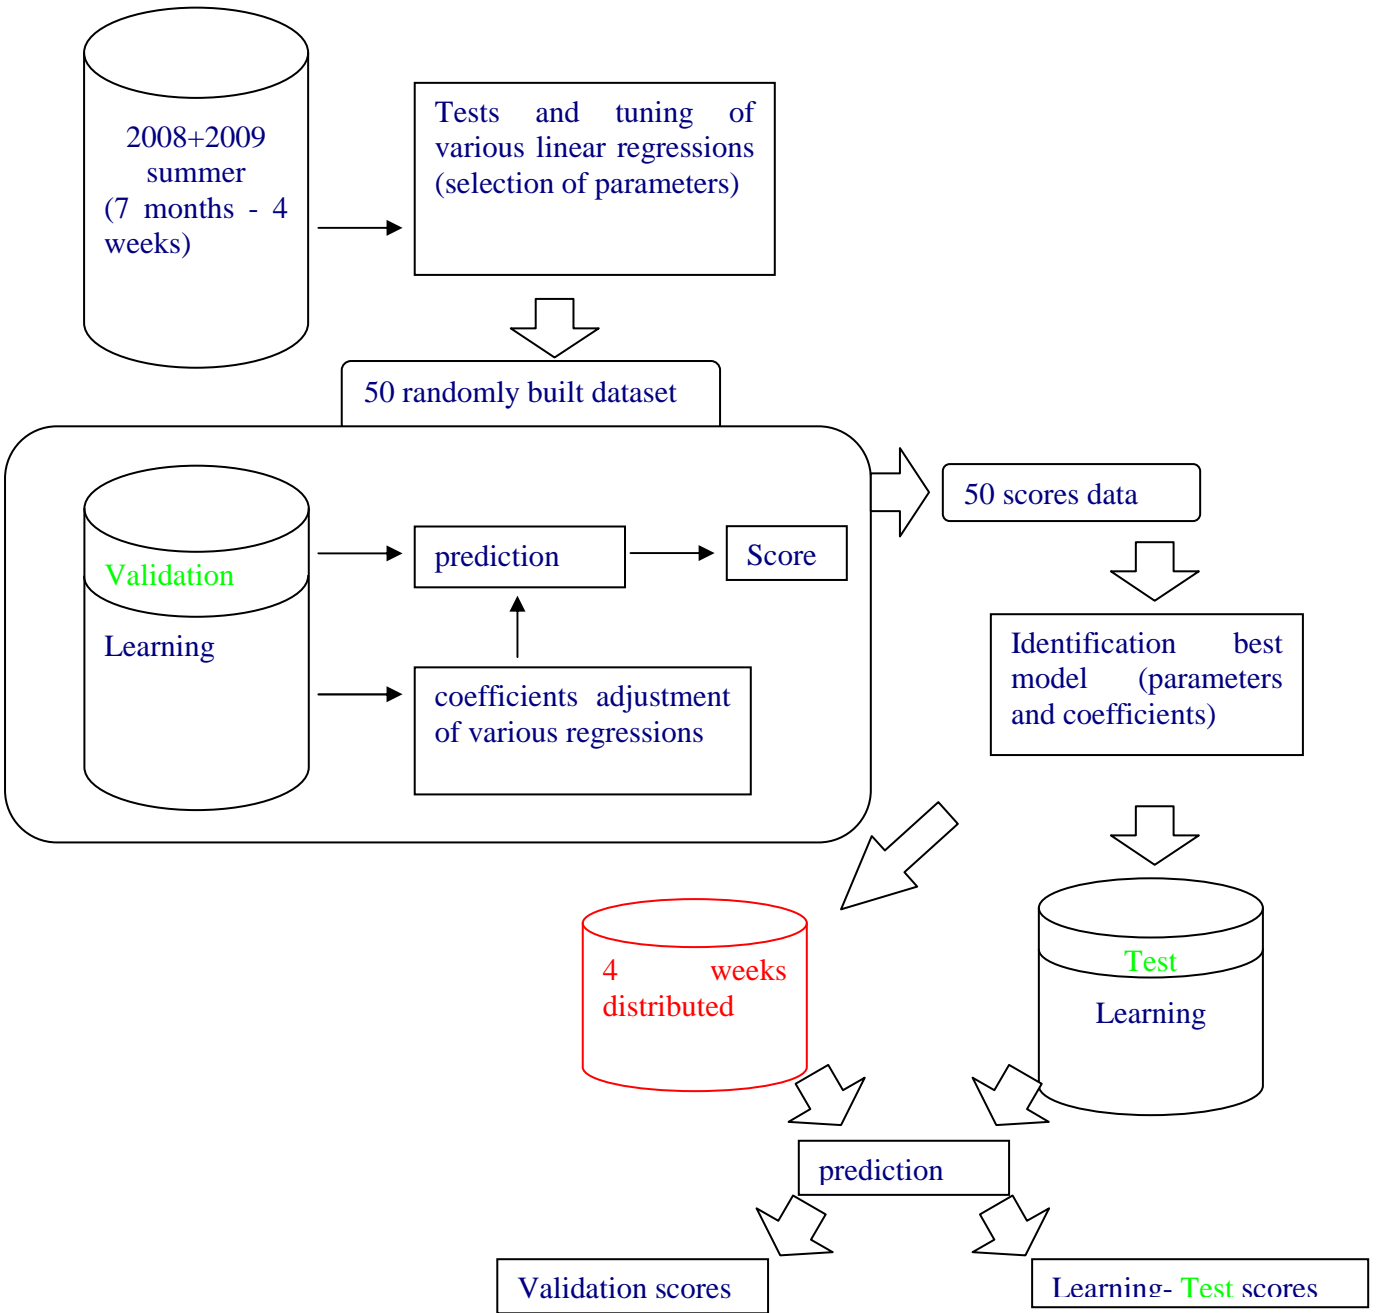 2008+2009
summer
(7 months - 4
weeks)
Tests and tuning of
various linear regressions
(selection of parameters)
50 randomly built dataset
Validation
Learning
prediction
Score
coefficients adjustment
of various regressions
50 scores data
Identification best
model (parameters
and coefficients)
4 weeks
distributed
Test
Learning
prediction
Validation scores
Learning- Test scores